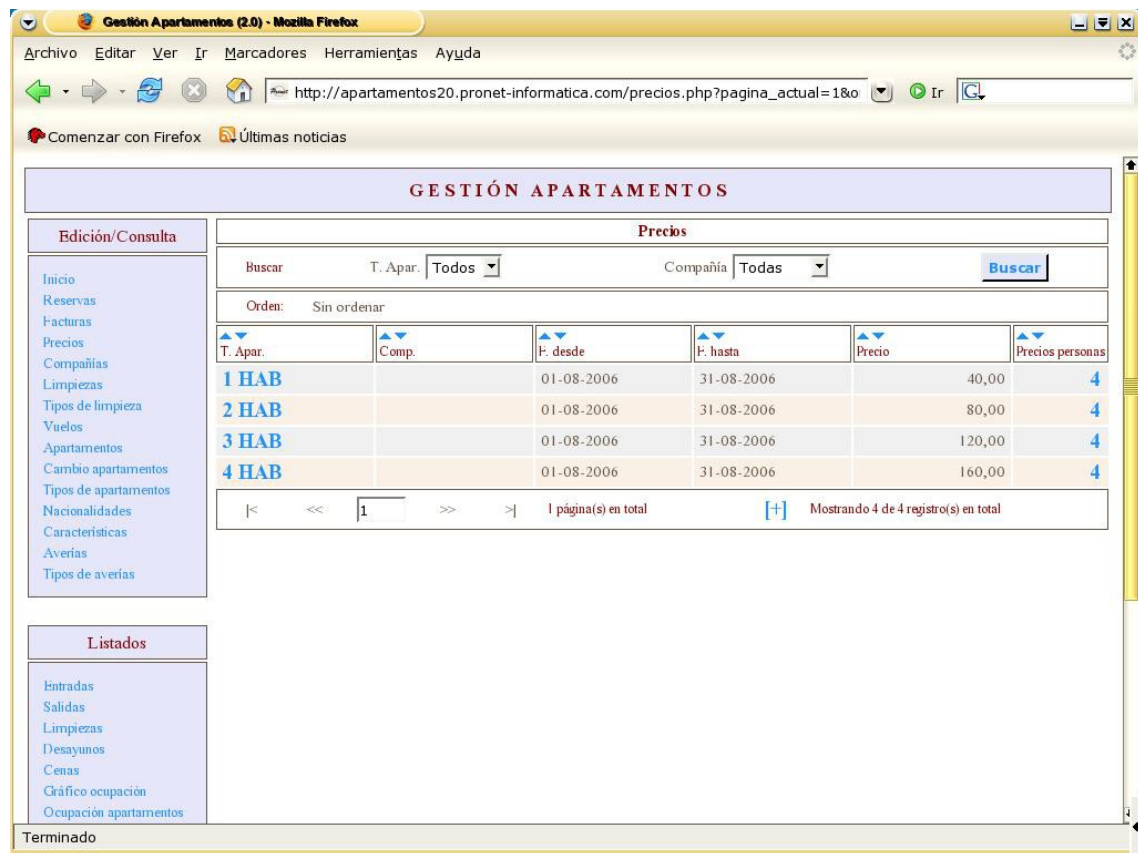 Gestión Apartamentos (2.0) - Mozilla Firefox
Archivo Editar Ver Ir Marcadores Herramientas Ayuda
http://apartamentos20.pronet-informatica.com/precios.php?pagina_actual=1&o Ir G
Comenzar con Firefox Últimas noticias
GESTIÓN APARTAMENTOS
Edición/Consulta
Inicio
Reservas
Facturas
Precios
Compañías
Limpiezas
Tipos de limpieza
Vuelos
Apartamentos
Cambio apartamentos
Tipos de apartamentos
Nacionalidades
Características
Averías
Tipos de averías
Listados
Entradas
Salidas
Limpiezas
Desayunos
Cenas
Gráfico ocupación
Ocupación apartamentos
Precios
Buscar T. Apar. Todos Compañía Todas Buscar
Orden: Sin ordenar
T. Apar. Comp. F. desde F. hasta Precio Precios personas
1 HAB 01-08-2006 31-08-2006 40,00 4
2 HAB 01-08-2006 31-08-2006 80,00 4
3 HAB 01-08-2006 31-08-2006 120,00 4
4 HAB 01-08-2006 31-08-2006 160,00 4
|< << 1 >> >| 1 página(s) en total [+] Mostrando 4 de 4 registro(s) en total
Terminado